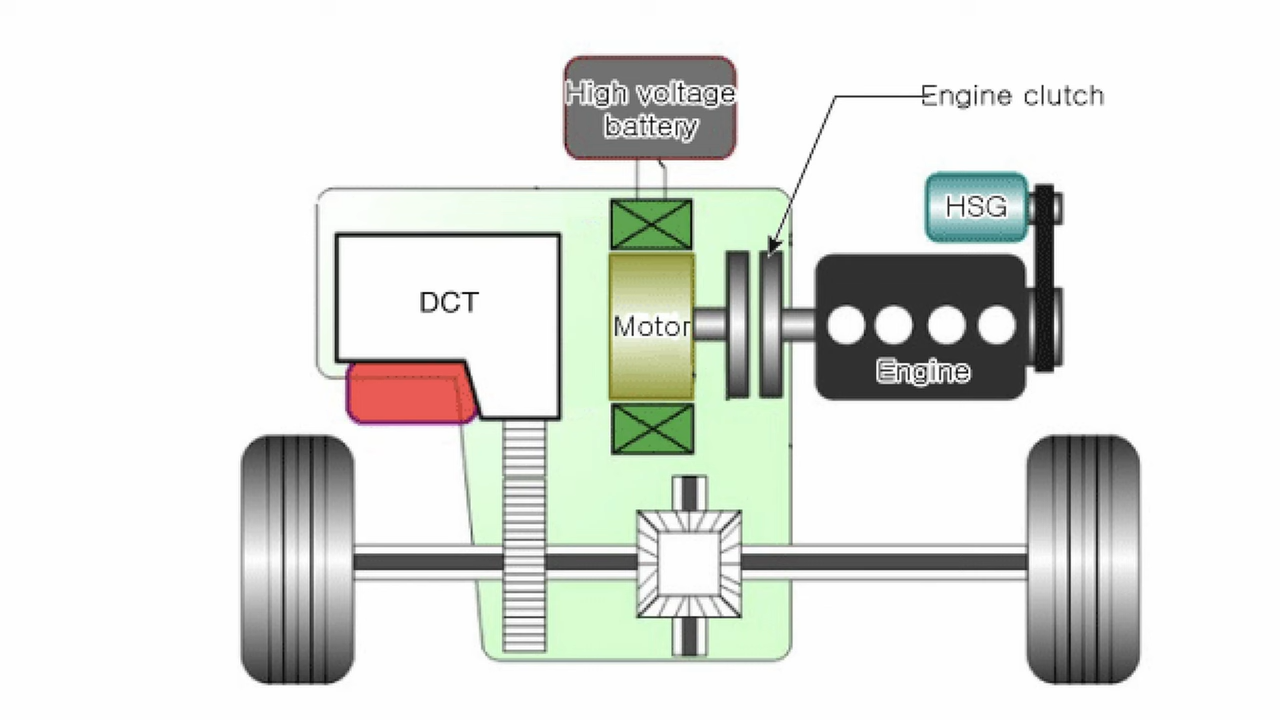 High voltage
battery
Engine clutch
HSG
DCT
Motor
Engine